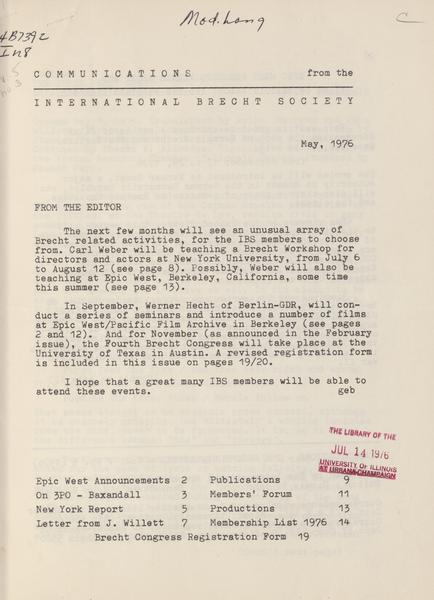 Mod. Lang
C
4B739c
In8
v. 5
no 3
COMMUNICATIONS from the
INTERNATIONAL BRECHT SOCIETY
May, 1976
FROM THE EDITOR
The next few months will see an unusual array of
Brecht related activities, for the IBS members to choose
from. Carl Weber will be teaching a Brecht Workshop for
directors and actors at New York University, from July 6
to August 12 (see page 8). Possibly, Weber will also be
teaching at Epic West, Berkeley, California, some time
this summer (see page 13).
In September, Werner Hecht of Berlin-GDR, will con-
duct a series of seminars and introduce a number of films
at Epic West/Pacific Film Archive in Berkeley (see pages
2 and 12). And for November (as announced in the February
issue), the Fourth Brecht Congress will take place at the
University of Texas in Austin. A revised registration form
is included in this issue on pages 19/20.
I hope that a great many IBS members will be able to
attend these events. geb
THE LIBRARY OF THE
JUL 14 1976
UNIVERSITY OF ILLINOIS
AT URBANA-CHAMPAIGN
Epic West Announcements 2 Publications 9
On 3PO - Baxandall 3 Members' Forum 11
New York Report 5 Productions 13
Letter from J. Willett 7 Membership List 1976 14
Brecht Congress Registration Form 19